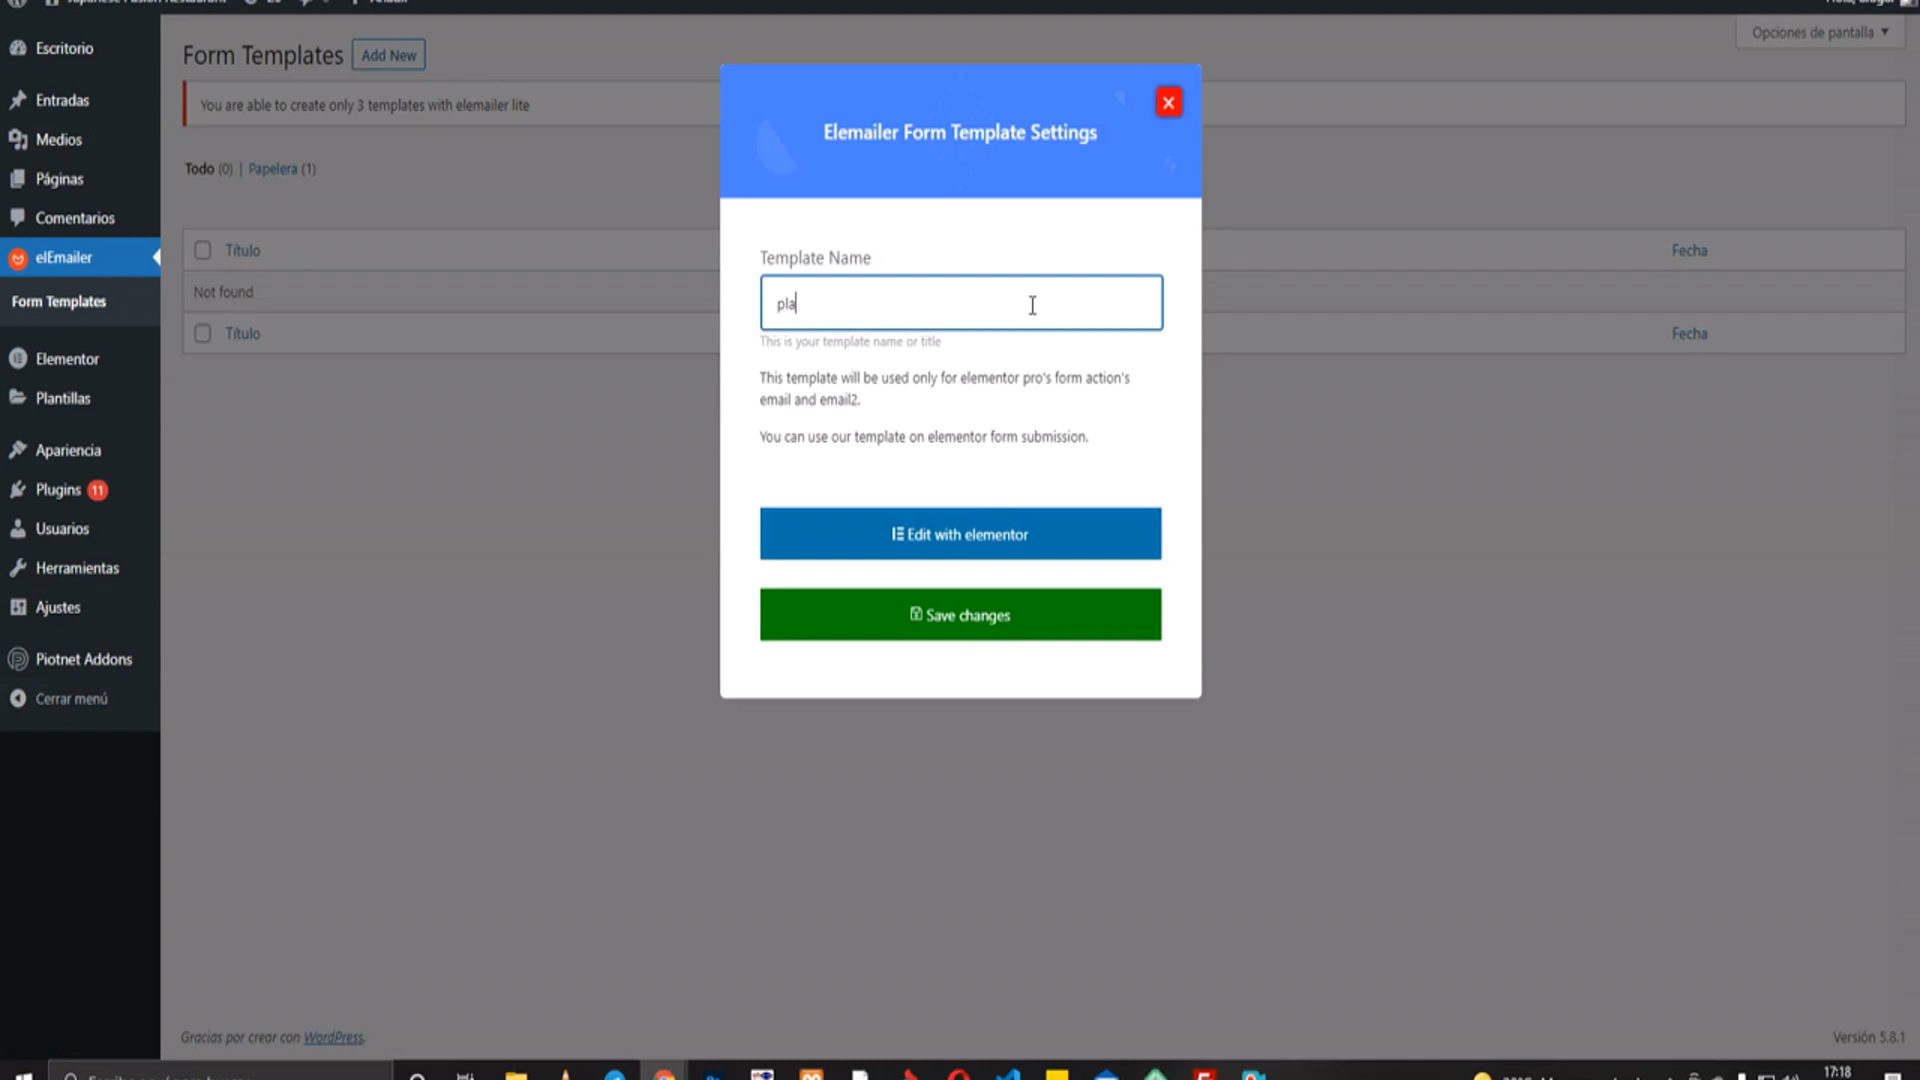 Escritorio
Entradas
Medios
Páginas
Comentarios
elEmailer
Form Templates
Elementor
Plantillas
Apariencia
Plugins 11
Usuarios
Herramientas
Ajustes
Piotnet Addons
Cerrar menú
Form Templates Add New
Opciones de pantalla
You are able to create only 3 templates with elemailer lite
Todo (0) | Papelera (1)
Título Fecha
Not found
Título Fecha
Elemailer Form Template Settings
Template Name
pla
This is your template name or title
This template will be used only for elementor pro's form action's
email and email2.
You can use our template on elementor form submission.
Edit with elementor
Save changes
Gracias por crear con WordPress.
Versión 5.8.1
17:18